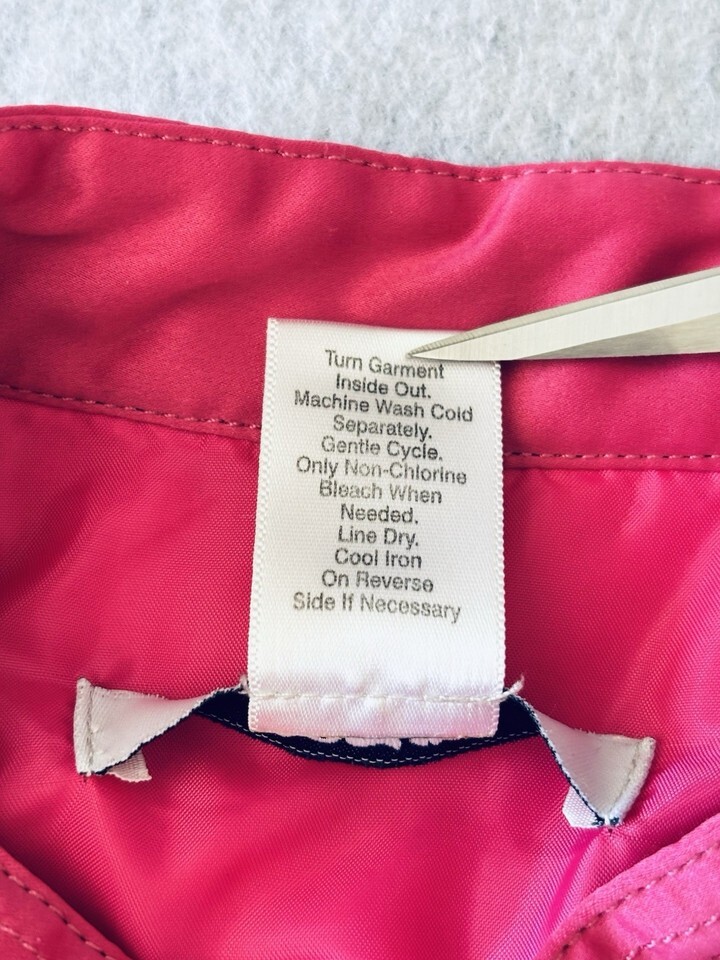 Turn Garment
Inside Out.
Machine Wash Cold
Separately.
Gentle Cycle.
Only Non-Chlorine
Bleach When
Needed.
Line Dry.
Cool Iron
On Reverse
Side If Necessary